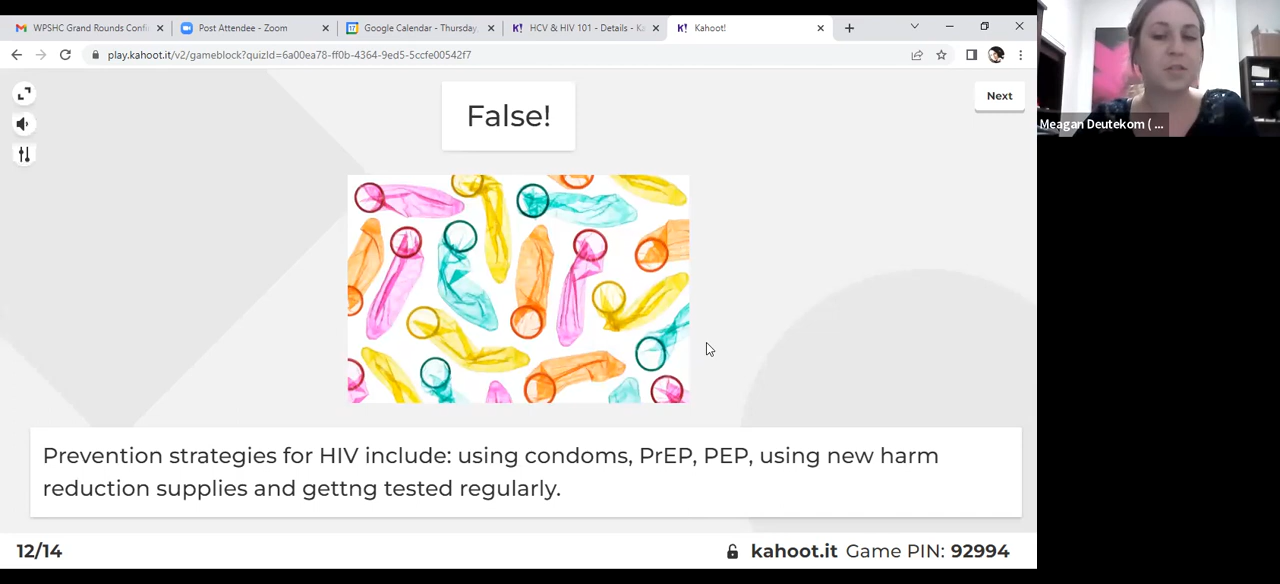 WPSHC Grand Rounds Confi
Post Attendee - Zoom
Google Calendar - Thursday,
K! HCV & HIV 101 - Details - Ka
K! Kahoot!
play.kahoot.it/v2/gameblock?quizId=6a00ea78-ff0b-4364-9ed5-5ccfe00542f7
False!
Next
Meagan Deutekom ( ...
Prevention strategies for HIV include: using condoms, PrEP, PEP, using new harm
reduction supplies and gettng tested regularly.
12/14
kahoot.it Game PIN: 92994